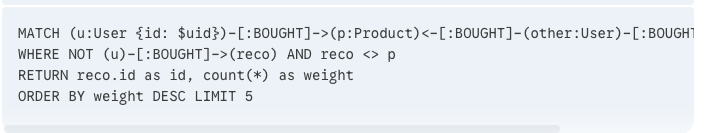 MATCH (u:User {id: $uid})-[:BOUGHT]->(p:Product)<-[:BOUGHT]-(other:User)-[:BOUGHT
WHERE NOT (u)-[:BOUGHT]->(reco) AND reco <> p
RETURN reco.id as id, count(*) as weight
ORDER BY weight DESC LIMIT 5